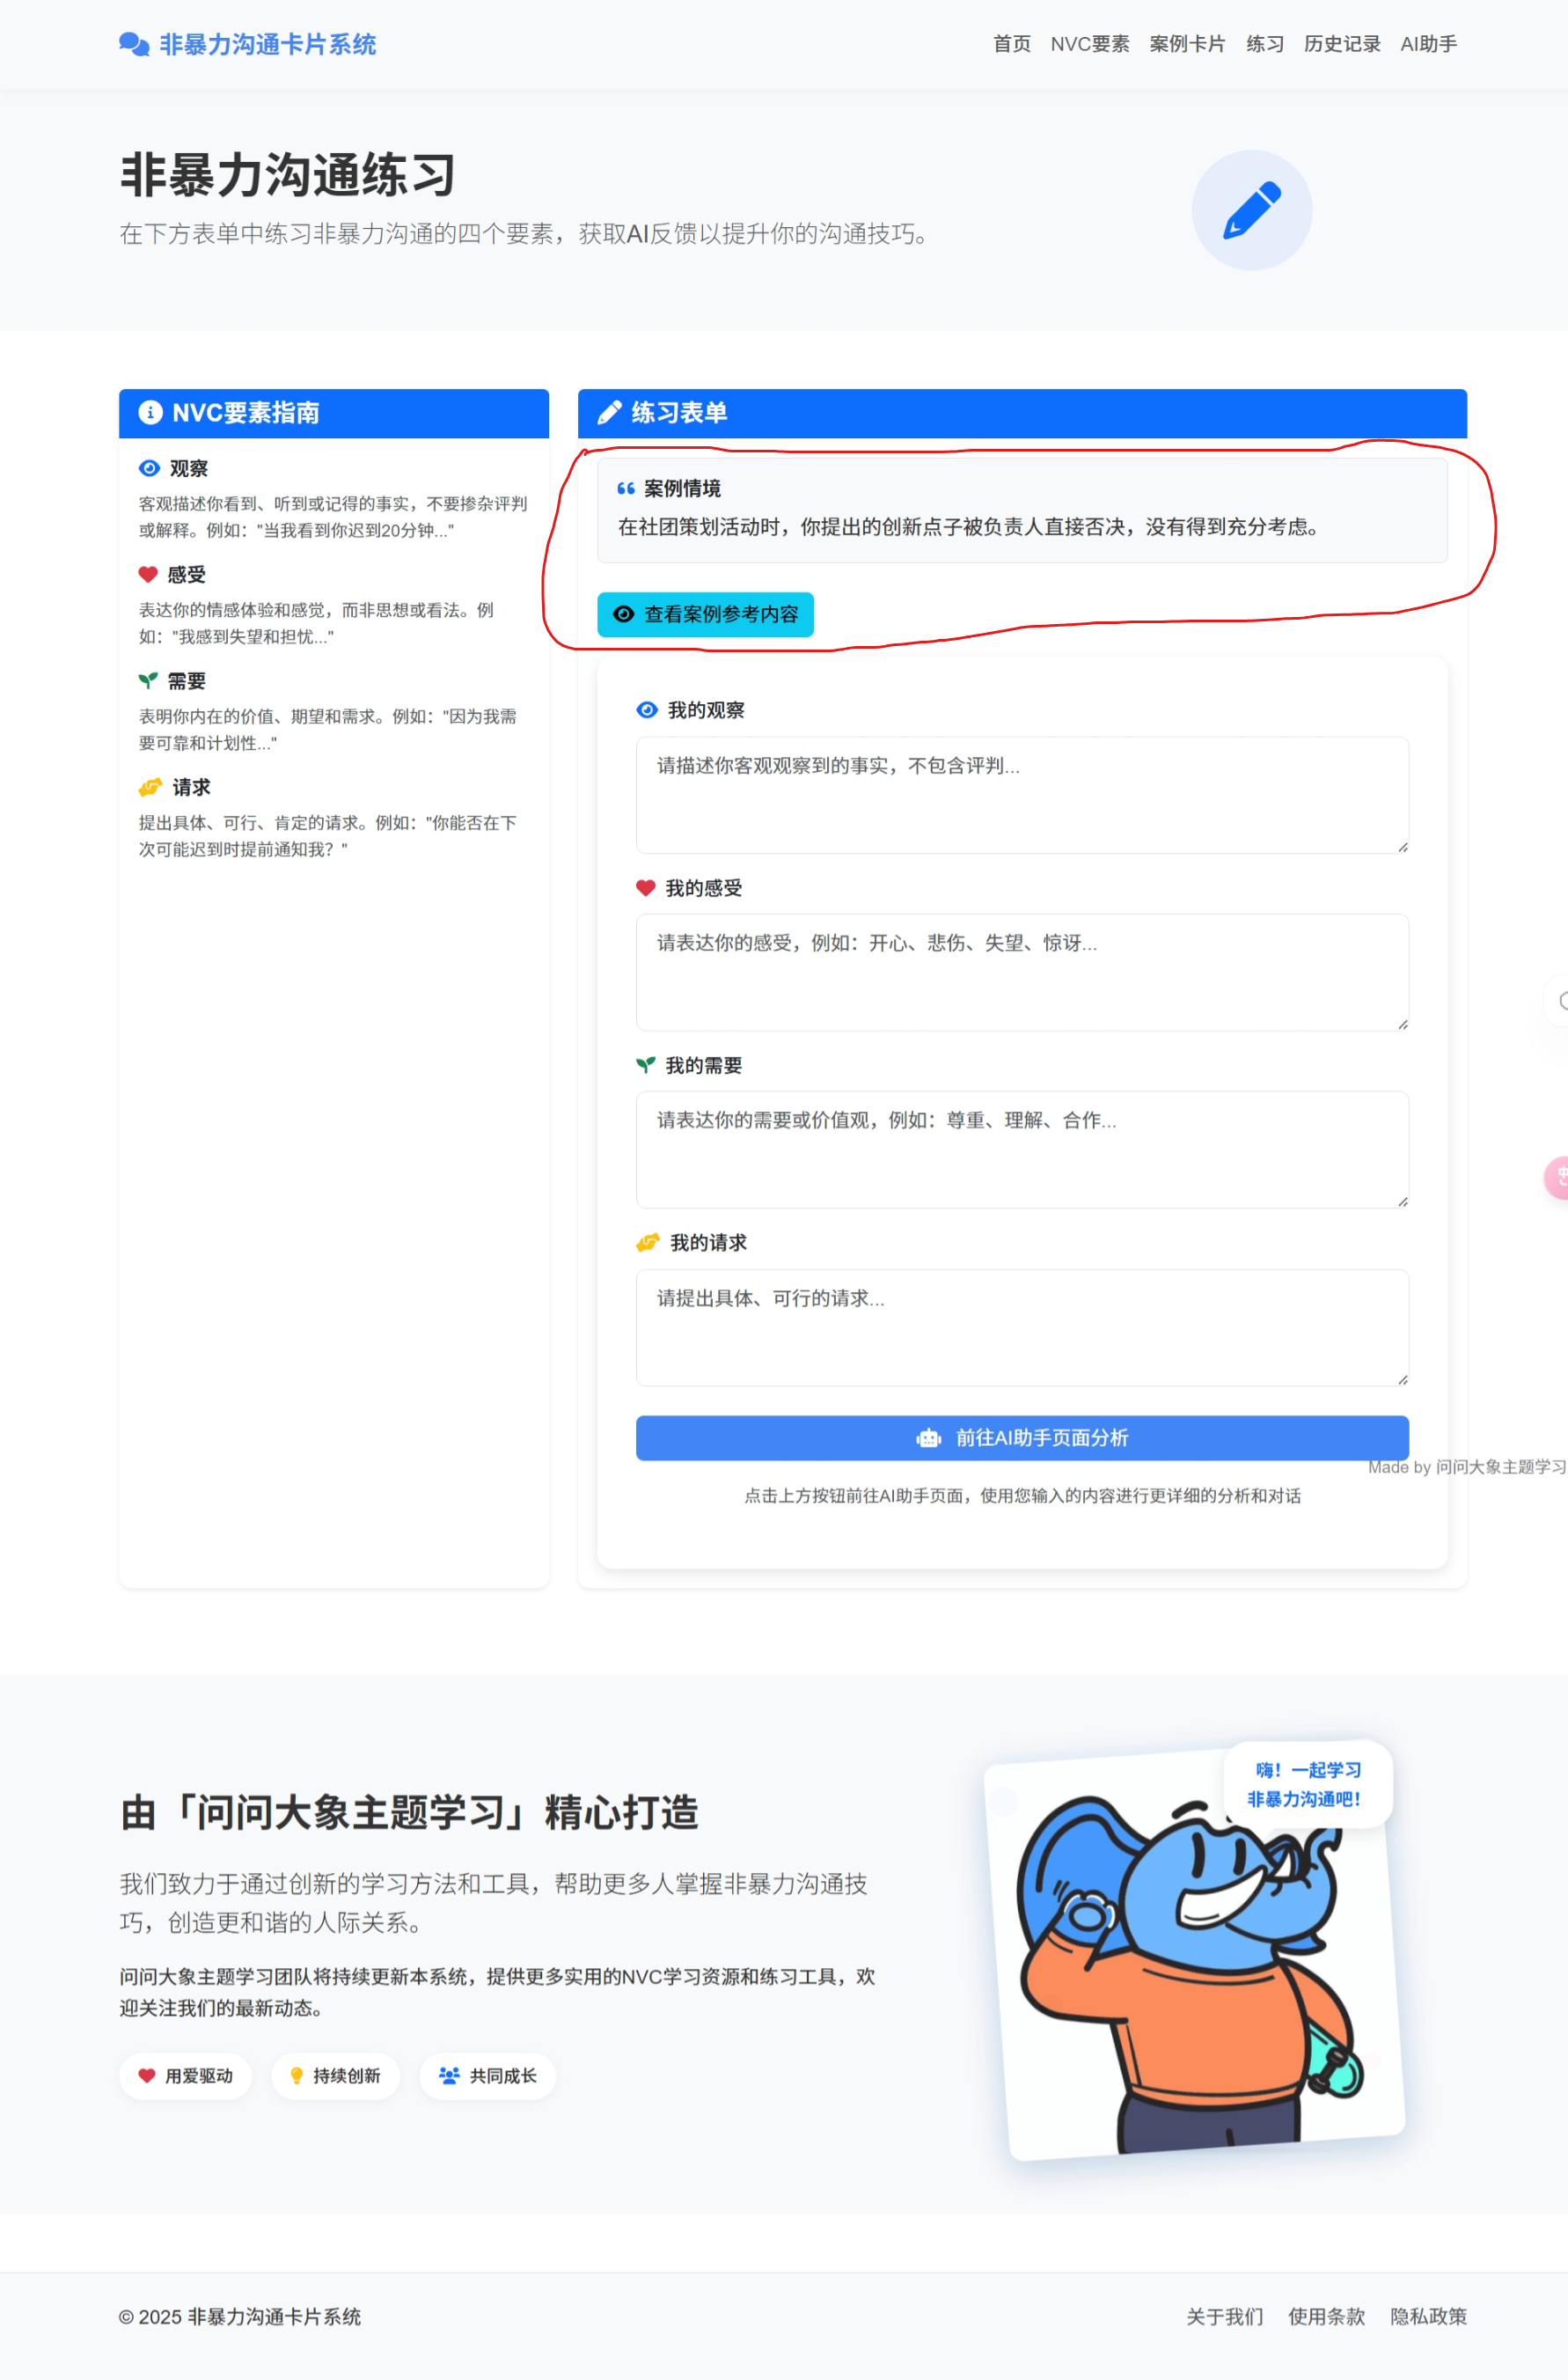 非暴力沟通卡片系统
首页 NVC要素 案例卡片 练习 历史记录 AI助手
非暴力沟通练习
在下方表单中练习非暴力沟通的四个要素，获取AI反馈以提升你的沟通技巧。
NVC要素指南
观察
客观描述你看到、听到或记得的事实，不要掺杂评判
或解释。例如："当我看到你迟到20分钟..."
感受
表达你的情感体验和感觉，而非思想或看法。例
如："我感到失望和担忧..."
需要
表明你内在的价值、期望和需求。例如："因为我需
要可靠和计划性..."
请求
提出具体、可行、肯定的请求。例如："你能否在下
次可能迟到时提前通知我？"
练习表单
案例情境
在社团策划活动时，你提出的创新点子被负责人直接否决，没有得到充分考虑。
查看案例参考内容
我的观察
请描述你客观观察到的事实，不包含评判...
我的感受
请表达你的感受，例如：开心、悲伤、失望、惊讶...
我的需要
请表达你的需要或价值观，例如：尊重、理解、合作...
我的请求
请提出具体、可行的请求...
前往AI助手页面分析
Made by 问问大象主题学习
点击上方按钮前往AI助手页面，使用您输入的内容进行更详细的分析和对话
由「问问大象主题学习」精心打造
我们致力于通过创新的学习方法和工具，帮助更多人掌握非暴力沟通技
巧，创造更和谐的人际关系。
问问大象主题学习团队将持续更新本系统，提供更多实用的NVC学习资源和练习工具，欢
迎关注我们的最新动态。
用爱驱动 持续创新 共同成长
嗨！一起学习
非暴力沟通吧！
© 2025 非暴力沟通卡片系统
关于我们 使用条款 隐私政策